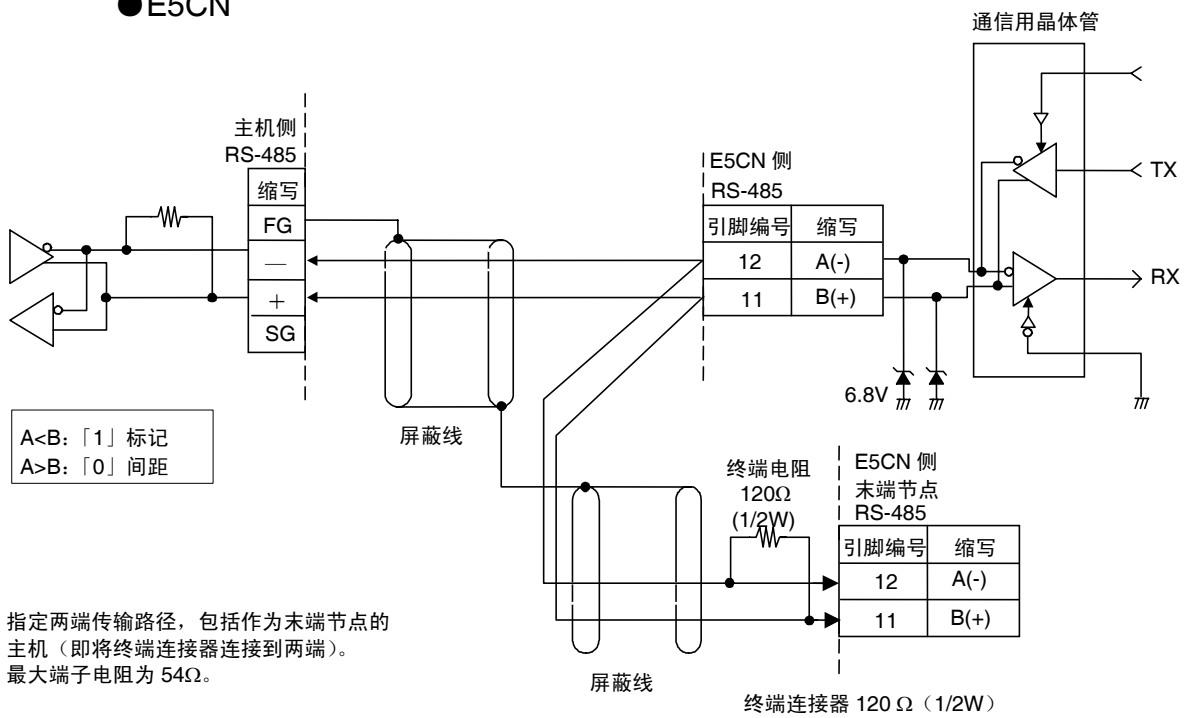 ●E5CN
通信用晶体管
主机侧
RS-485
缩写
FG
—
+
SG
E5CN 侧
RS-485
引脚编号 缩写
12 A(-)
11 B(+)
TX
RX
6.8V
A<B:「1」标记
A>B:「0」间距
屏蔽线
终端电阻
120Ω
(1/2W)
E5CN 侧
末端节点
RS-485
引脚编号 缩写
12 A(-)
11 B(+)
指定两端传输路径，包括作为末端节点的
主机（即将终端连接器连接到两端）。
最大端子电阻为 54Ω。
屏蔽线
终端连接器 120 Ω（1/2W）